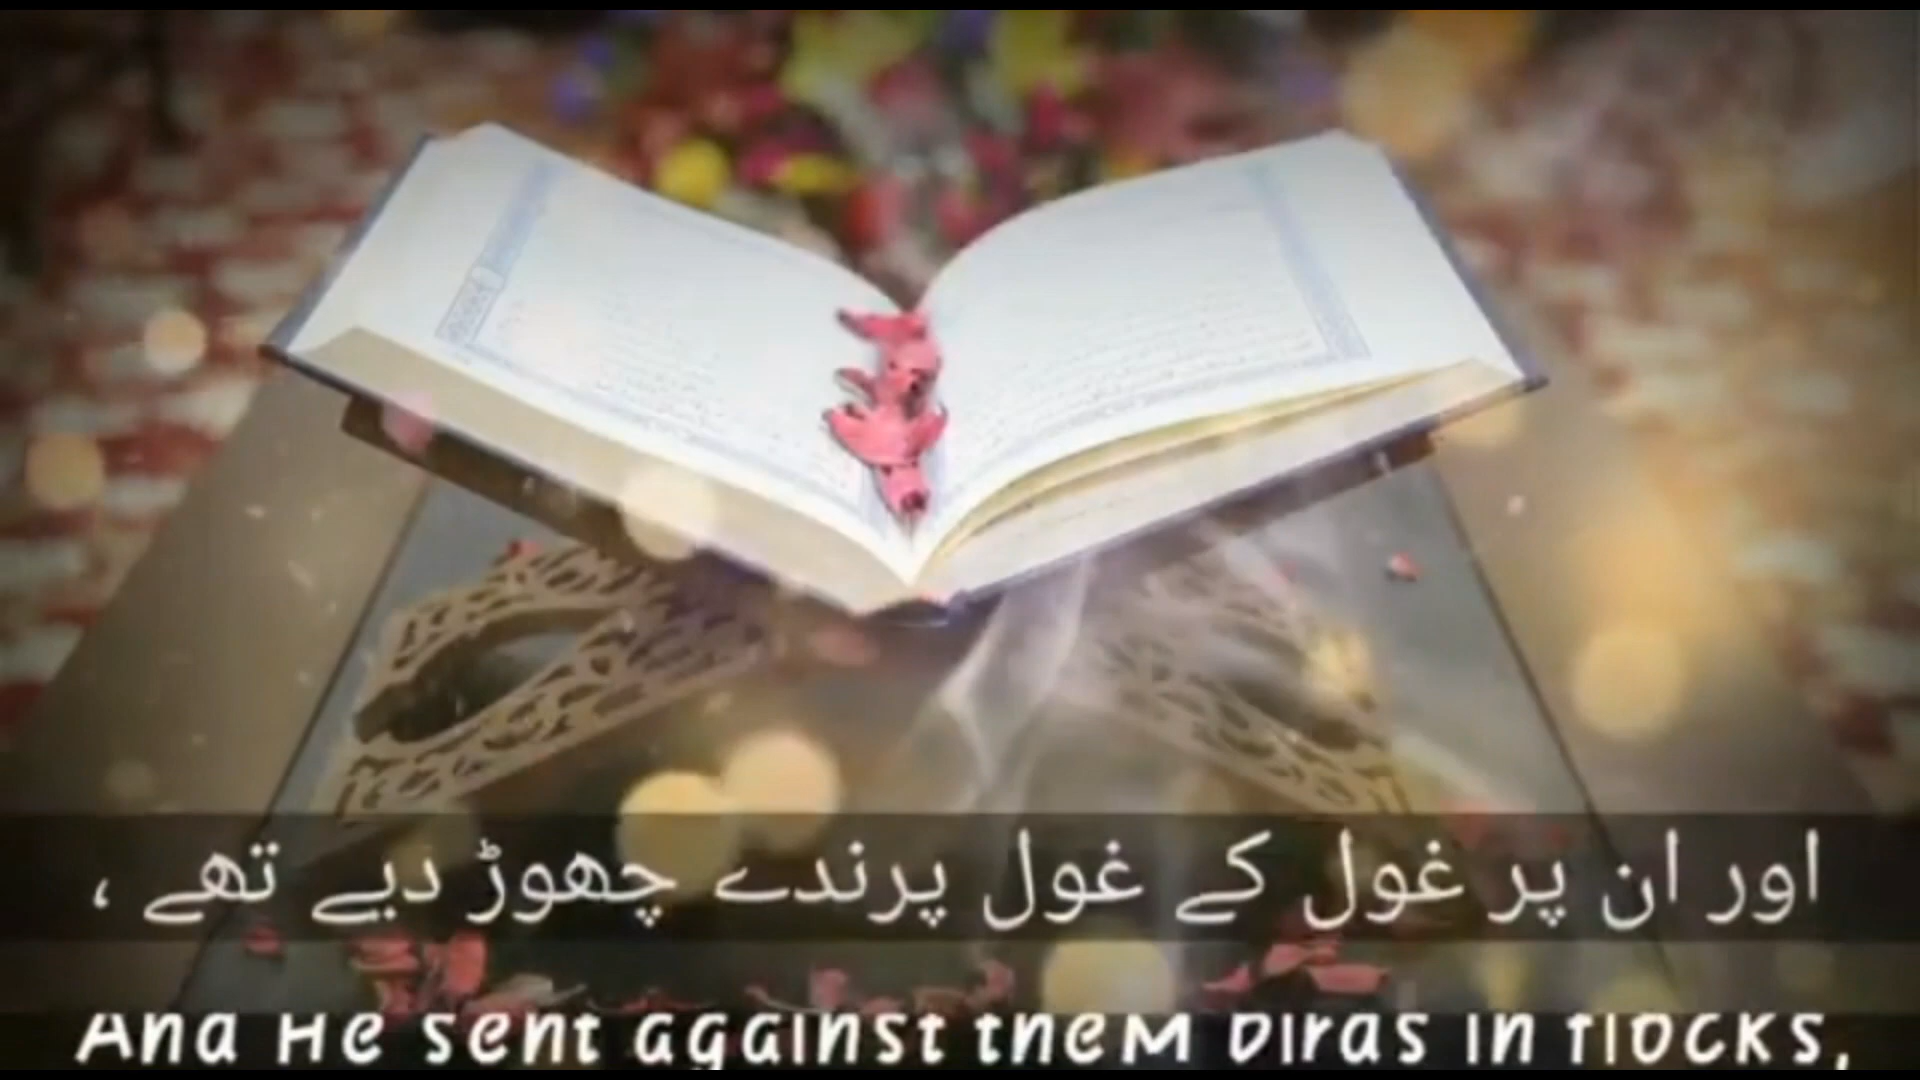 اور ان پر غول کے غول پرندے چھوڑ دیے تھے ،
And He sent against them birds in flocks,